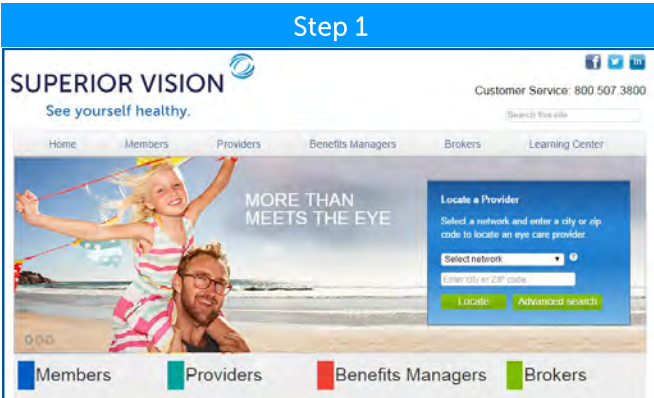 Step 1
SUPERIOR VISION
See yourself healthy.
f
in
Customer Service: 800 507 3800
Search this site
Home Members Providers Benefits Managers Brokers Learning Center
MORE THAN
MEETS THE EYE
Locate a Provider
Select a network and enter a city or zip
code to locate an eye care provider.
Select network
?
Enter city or ZIP code
Locate Advanced search
Members Providers Benefits Managers Brokers